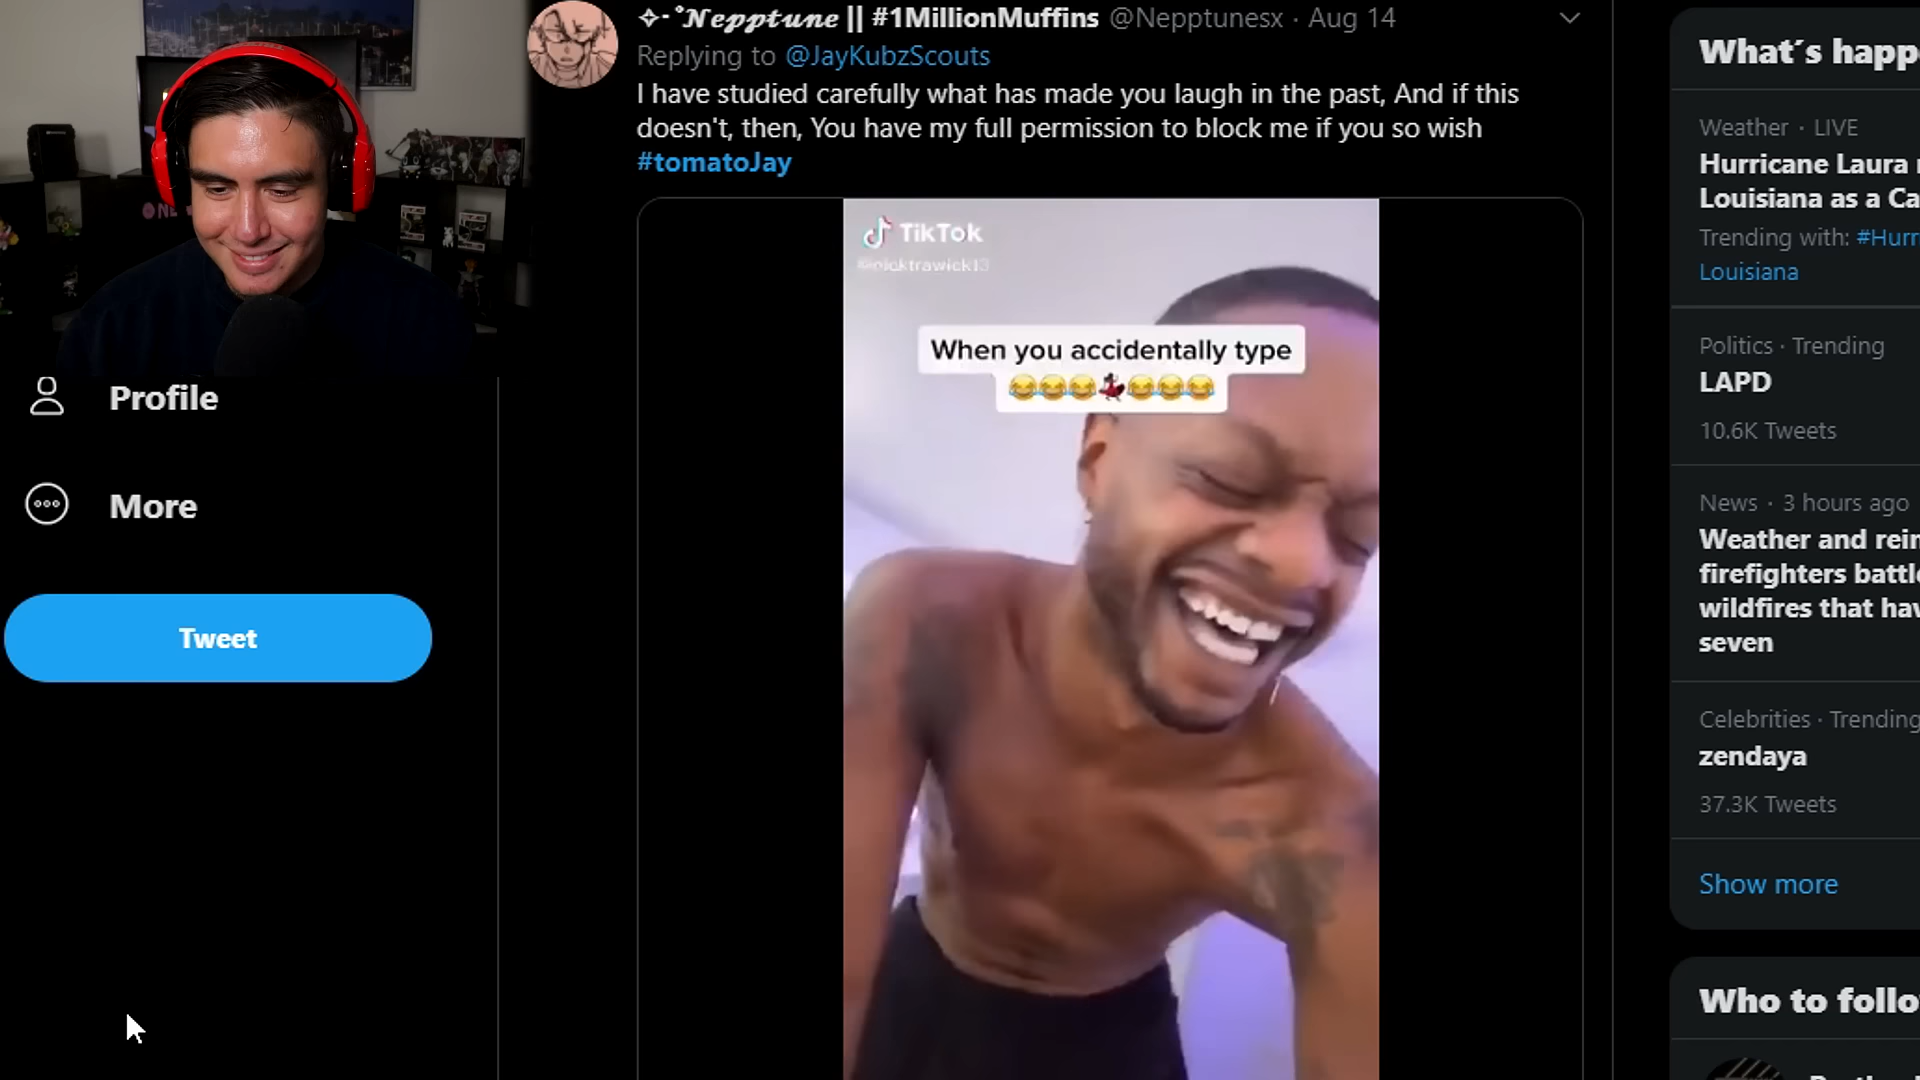 ✧･ﾟ𝓝𝓮𝓹𝓹𝓽𝓾𝓷𝓮 || #1MillionMuffins @Nepptunesx · Aug 14
Replying to @JayKubzScouts
I have studied carefully what has made you laugh in the past, And if this
doesn't, then, You have my full permission to block me if you so wish
#tomatoJay
TikTok
@nicktrawick13
When you accidentally type
😂😂😂💃🏿😂😂😂
Profile
More
Tweet
What's happ
Weather · LIVE
Hurricane Laura
Louisiana as a Ca
Trending with: #Hurr
Louisiana
Politics · Trending
LAPD
10.6K Tweets
News · 3 hours ago
Weather and rein
firefighters battle
wildfires that hav
seven
Celebrities · Trending
zendaya
37.3K Tweets
Show more
Who to follo